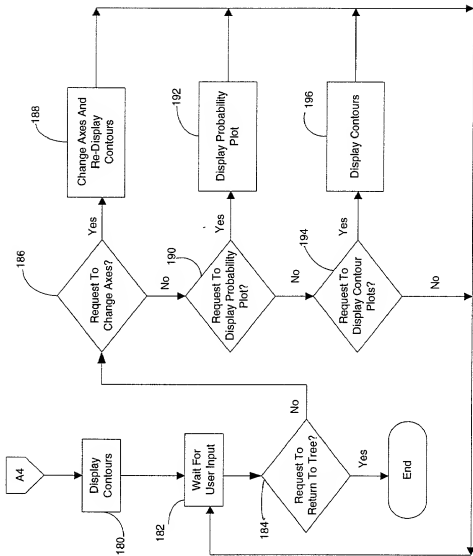 A4
Display
Contours
180
Wait For
User Input
182
Request To
Return To Tree?
184
No
Yes
End
Request To
Change Axes?
186
Yes
No
Change Axes And
Re-Display
Contours
188
Request To
Display Probability
Plot?
190
Yes
No
Display Probability
Plot
192
Request To
Display Contour
Plots?
194
Yes
No
Display Contours
196